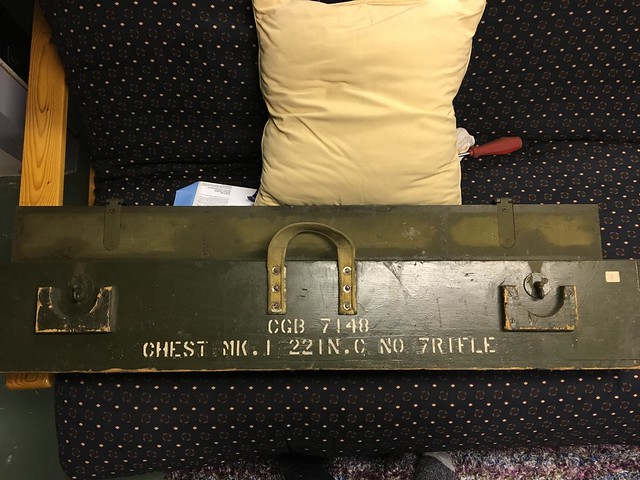 CGB 7148
CHEST MK.I 22IN.C NO 7RIFLE